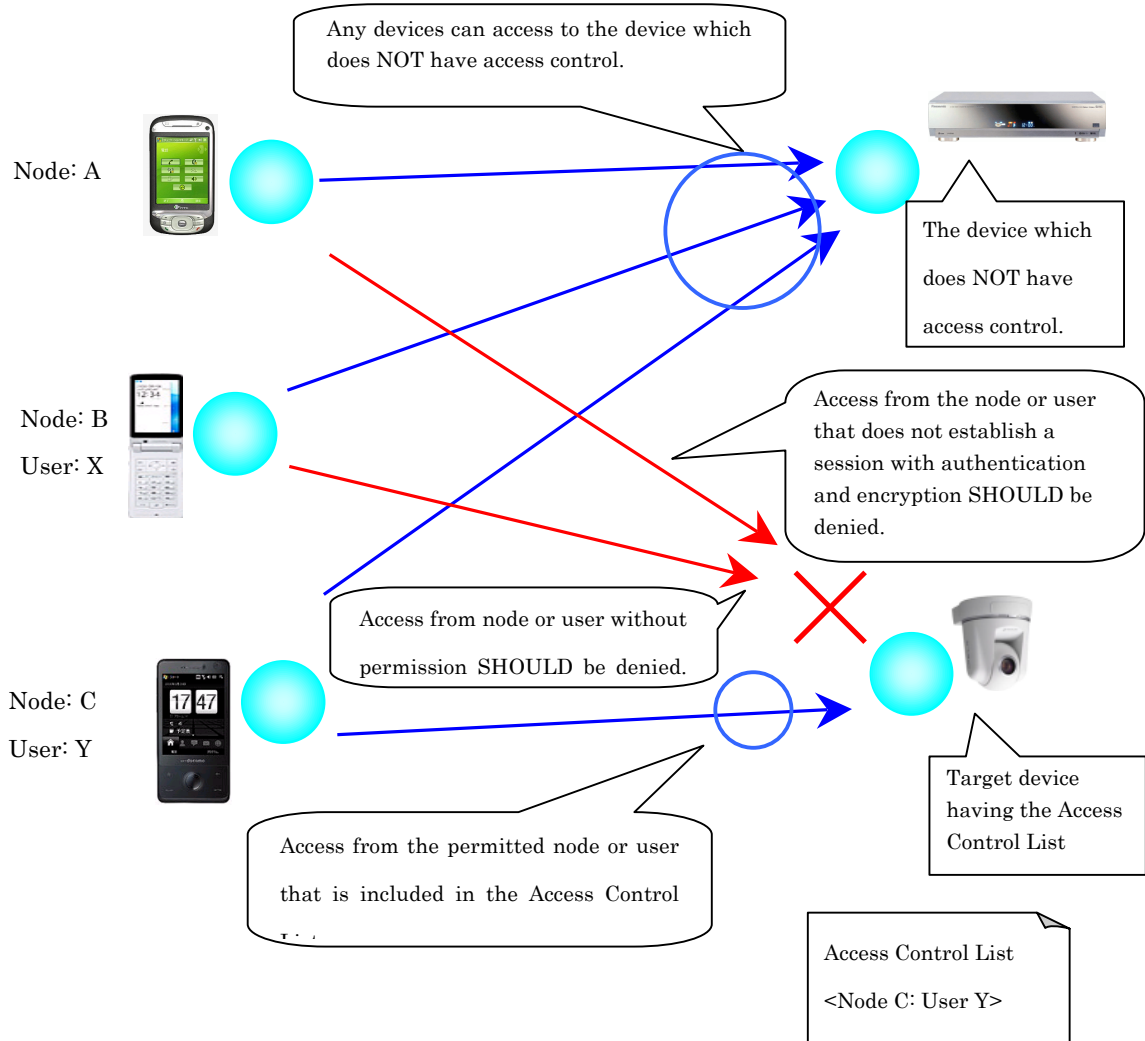 Any devices can access to the device which
does NOT have access control.
Node: A
The device which
does NOT have
access control.
Node: B
User: X
12:34
Access from the node or user
that does not establish a
session with authentication
and encryption SHOULD be
denied.
Access from node or user without
permission SHOULD be denied.
Node: C
User: Y
17 47
Target device
having the Access
Control List
Access from the permitted node or user
that is included in the Access Control
Access Control List
<Node C: User Y>